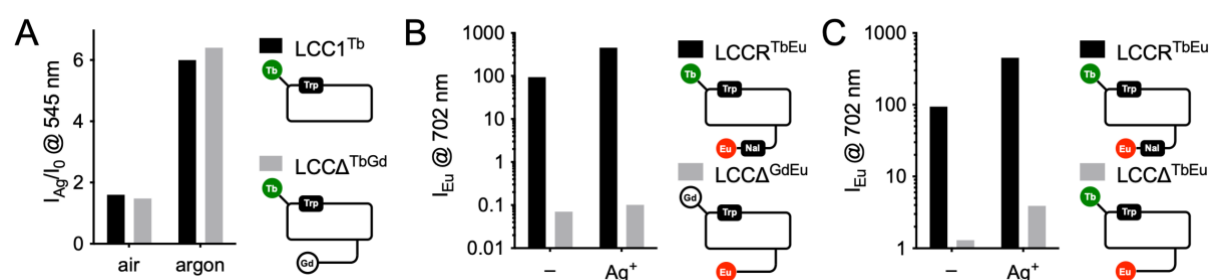 A
I_Ag/I_0 @ 545 nm
6
4
2
0
air
argon
LCC1^Tb
Tb
Trp
LCCΔ^TbGd
Tb
Trp
Gd
B
I_Eu @ 702 nm
1000
100
10
1
0.1
0.01
–
Ag⁺
LCCR^TbEu
Tb
Trp
Eu
Nal
LCCΔ^GdEu
Gd
Trp
Eu
C
I_Eu @ 702 nm
1000
100
10
1
–
Ag⁺
LCCR^TbEu
Tb
Trp
Eu
Nal
LCCΔ^TbEu
Tb
Trp
Eu